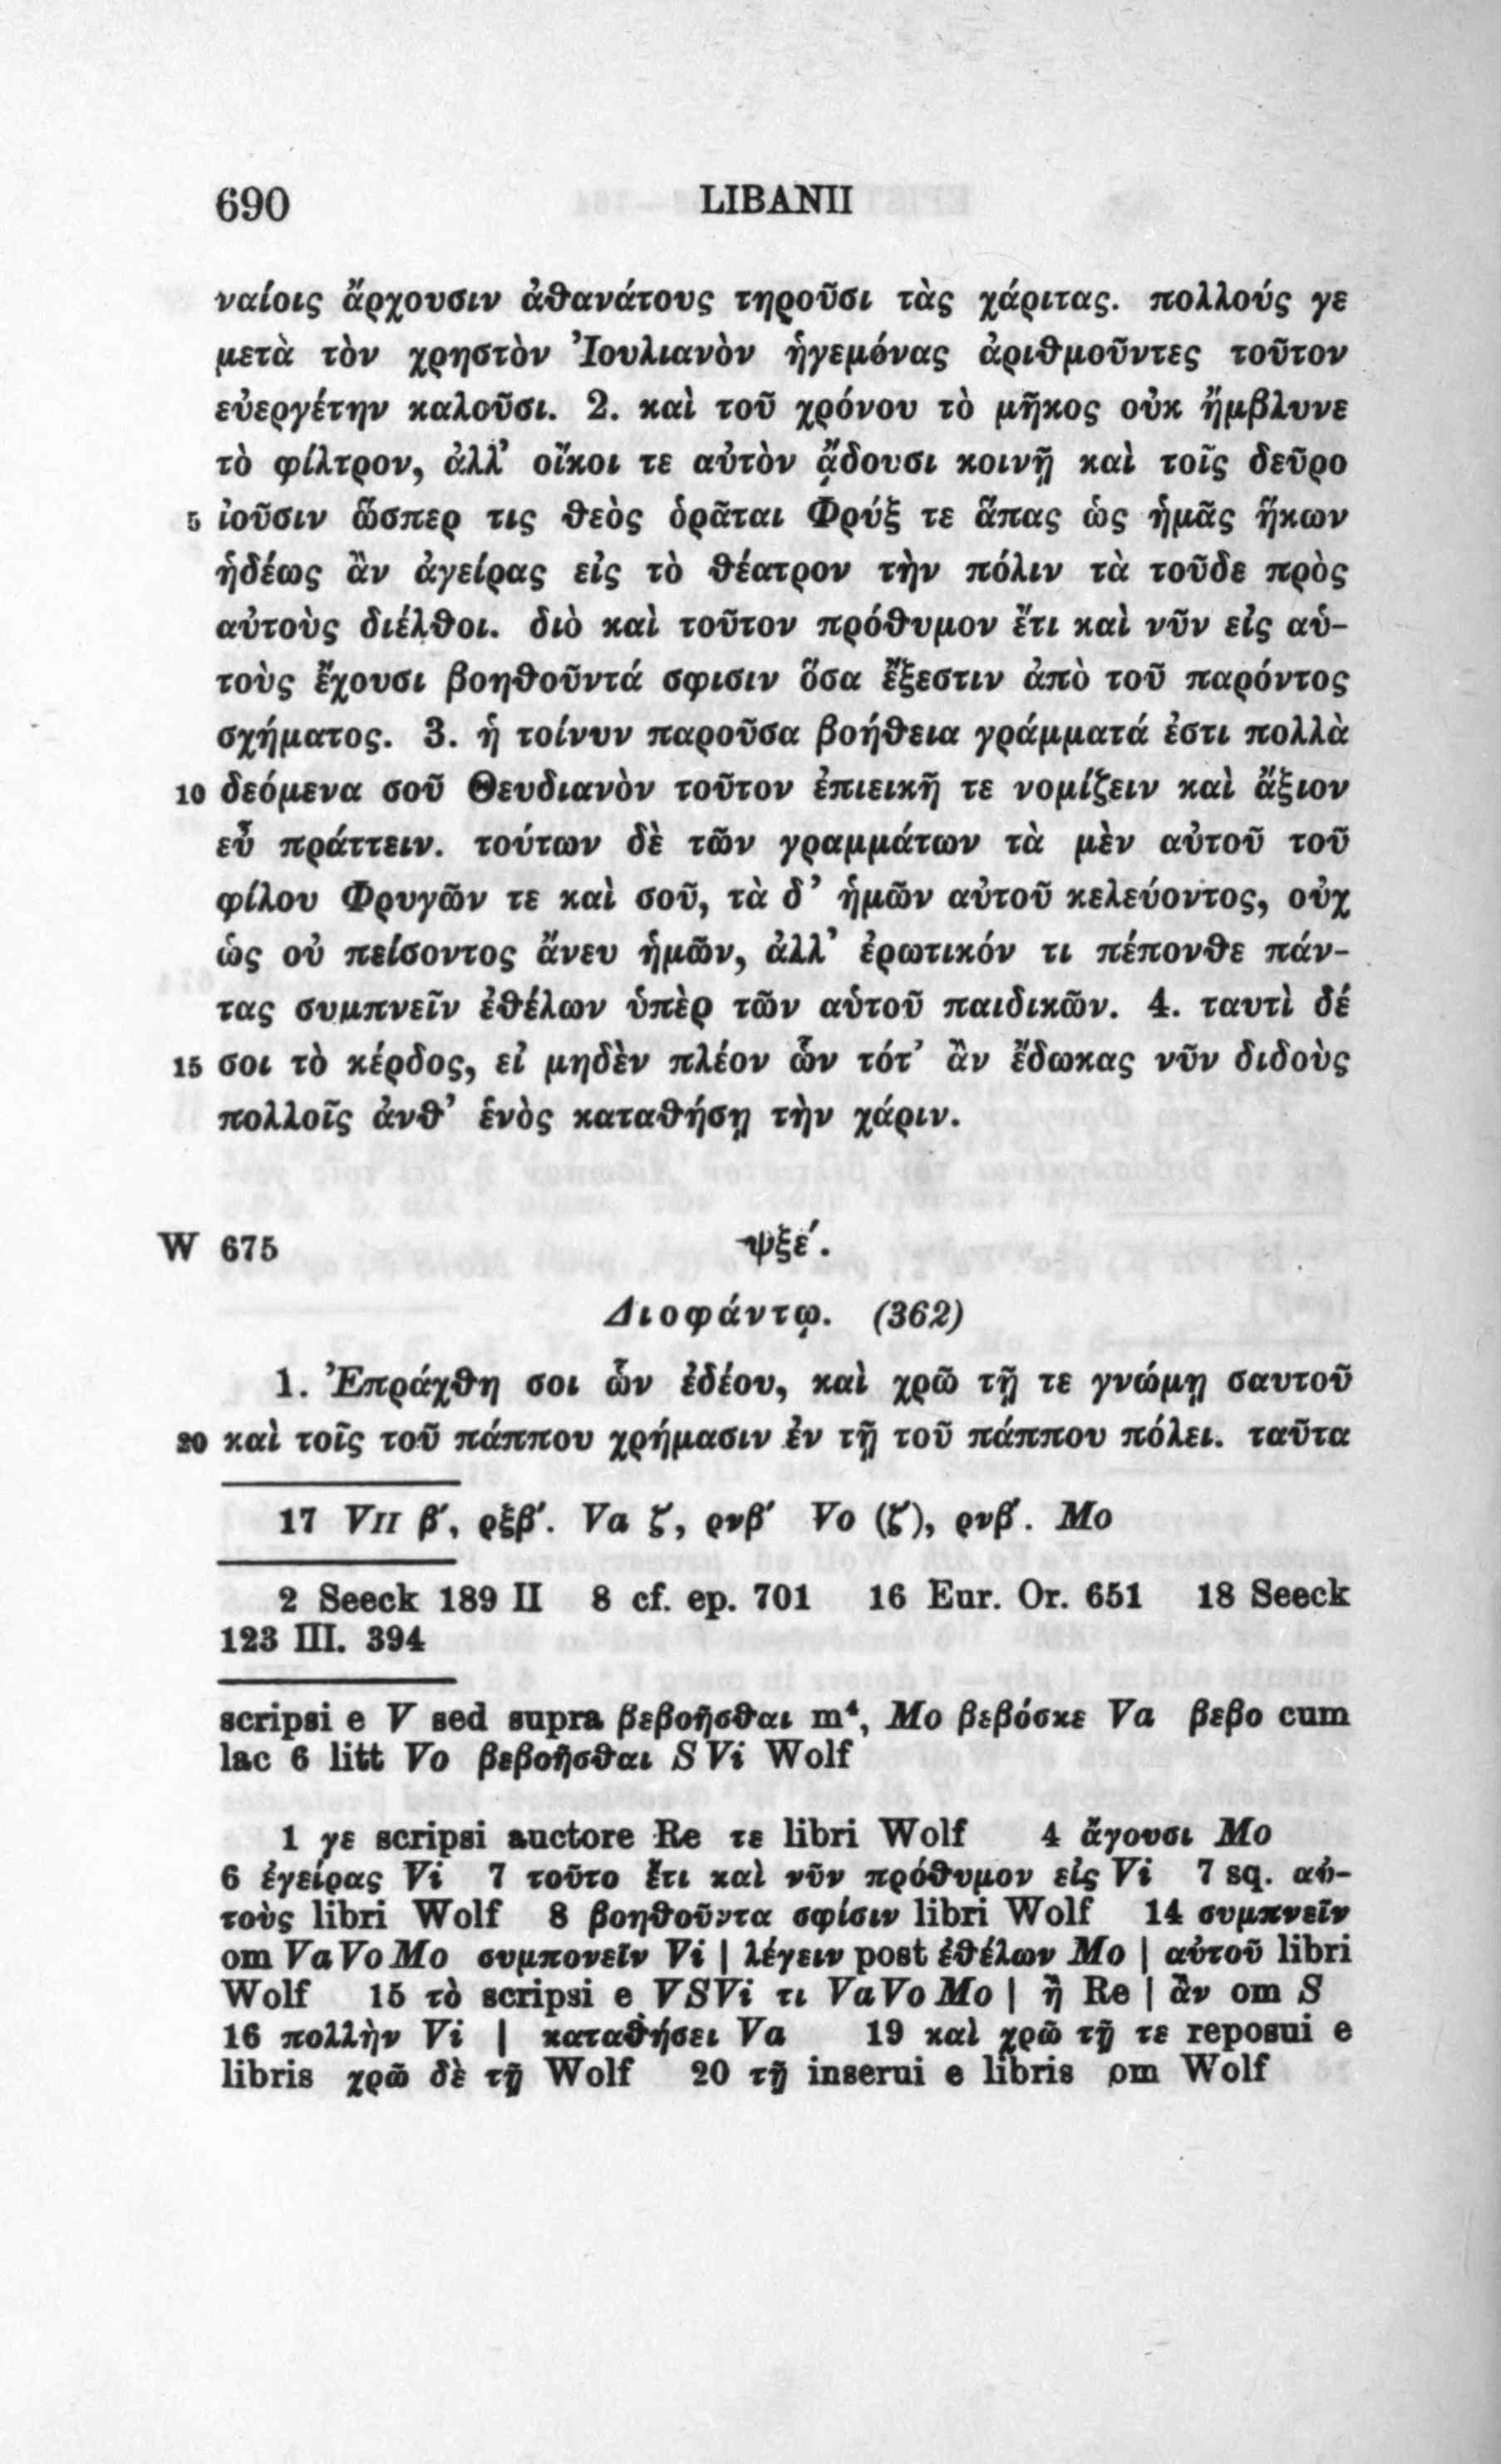 690 LIBANII
ναίοις ἄρχουσιν ἀθανάτους τηροῦσι τὰς χάριτας. πολλούς γε
μετὰ τὸν χρηστὸν Ἰουλιανὸν ἡγεμόνας ἀριθμοῦντες τοῦτον
εὐεργέτην καλοῦσι. 2. καὶ τοῦ χρόνου τὸ μῆκος οὐκ ἤμβλυνε
τὸ φίλτρον, ἀλλ' οἴκοι τε αὐτὸν ᾄδουσι κοινῇ καὶ τοῖς δεῦρο
5 ἰοῦσιν ὥσπερ τις θεὸς ὁρᾶται Φρύξ τε ἅπας ὡς ἡμᾶς ἥκων
ἡδέως ἂν ἀγείρας εἰς τὸ θέατρον τὴν πόλιν τὰ τοῦδε πρὸς
αὐτοὺς διέλθοι. διὸ καὶ τοῦτον πρόθυμον ἔτι καὶ νῦν εἰς αὑ-
τοὺς ἔχουσι βοηθοῦντά σφισιν ὅσα ἔξεστιν ἀπὸ τοῦ παρόντος
σχήματος. 3. ἡ τοίνυν παροῦσα βοήθεια γράμματά ἐστι πολλὰ
10 δεόμενα σοῦ Θευδιανὸν τοῦτον ἐπιεικῆ τε νομίζειν καὶ ἄξιον
εὖ πράττειν. τούτων δὲ τῶν γραμμάτων τὰ μὲν αὐτοῦ τοῦ
φίλου Φρυγῶν τε καὶ σοῦ, τὰ δ' ἡμῶν αὐτοῦ κελεύοντος, οὐχ
ὡς οὐ πείσοντος ἄνευ ἡμῶν, ἀλλ' ἐρωτικόν τι πέπονθε πάν-
τας συμπνεῖν ἐθέλων ὑπὲρ τῶν αὑτοῦ παιδικῶν. 4. ταυτὶ δέ
15 σοι τὸ κέρδος, εἰ μηδὲν πλέον ὧν τότ' ἂν ἔδωκας νῦν διδοὺς
πολλοῖς ἀνθ' ἑνὸς καταθήσῃ τὴν χάριν.
W 675 ψξε'.
Διοφάντῳ. (362)
1. Ἐπράχθη σοι ὧν ἐδέου, καὶ χρῶ τῇ τε γνώμῃ σαυτοῦ
20 καὶ τοῖς τοῦ πάππου χρήμασιν ἐν τῇ τοῦ πάππου πόλει. ταῦτα
17 VΠ β', ρξβ'. Va ζ', ρνβ' Vo (ζ'), ρνβ'. Mo
2 Seeck 189 II 8 cf. ep. 701 16 Eur. Or. 651 18 Seeck
123 III. 394
scripsi e V sed supra βεβοῆσθαι m⁴, Mo βεβόσκε Va βεβο cum
lac 6 litt Vo βεβοῆσθαι S Vi Wolf
1 γε scripsi auctore Re τε libri Wolf 4 ἄγουσι Mo
6 ἐγείρας Vi 7 τοῦτο ἔτι καὶ νῦν πρόθυμον εἰς Vi 7 sq. αὐ-
τοὺς libri Wolf 8 βοηθοῦντα σφίσιν libri Wolf 14 συμπνεῖν
om Va Vo Mo συμπονεῖν Vi | λέγειν post ἐθέλων Mo | αὐτοῦ libri
Wolf 15 τὸ scripsi e V S Vi τι Va Vo Mo | ἢ Re | ἂν om S
16 πολλὴν Vi | καταθήσει Va 19 καὶ χρῶ τῇ τε reposui e
libris χρῶ δὲ τῇ Wolf 20 τῇ inserui e libris om Wolf